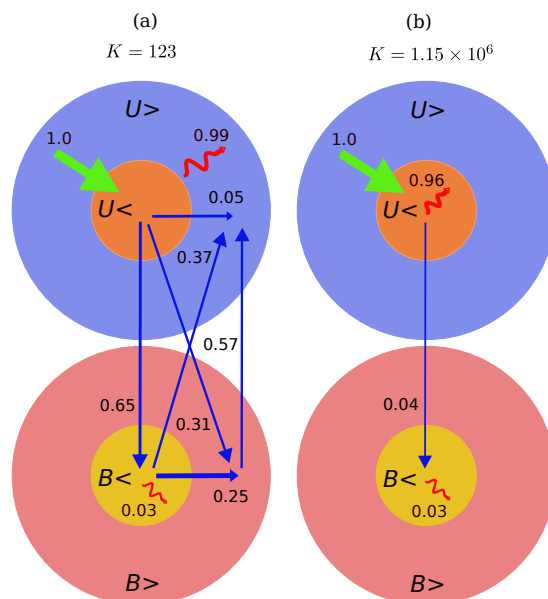 (a)
K = 123
U>
1.0
0.99
U<
0.05
0.37
0.57
0.65
0.31
B<
0.25
0.03
B>
(b)
K = 1.15 × 10⁶
U>
1.0
0.96
U<
0.04
B<
0.03
B>